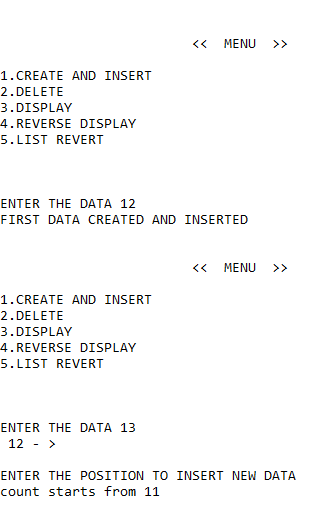 << MENU >>
1.CREATE AND INSERT
2.DELETE
3.DISPLAY
4.REVERSE DISPLAY
5.LIST REVERT
ENTER THE DATA 12
FIRST DATA CREATED AND INSERTED
<< MENU >>
1.CREATE AND INSERT
2.DELETE
3.DISPLAY
4.REVERSE DISPLAY
5.LIST REVERT
ENTER THE DATA 13
12 - >
ENTER THE POSITION TO INSERT NEW DATA
count starts from 11